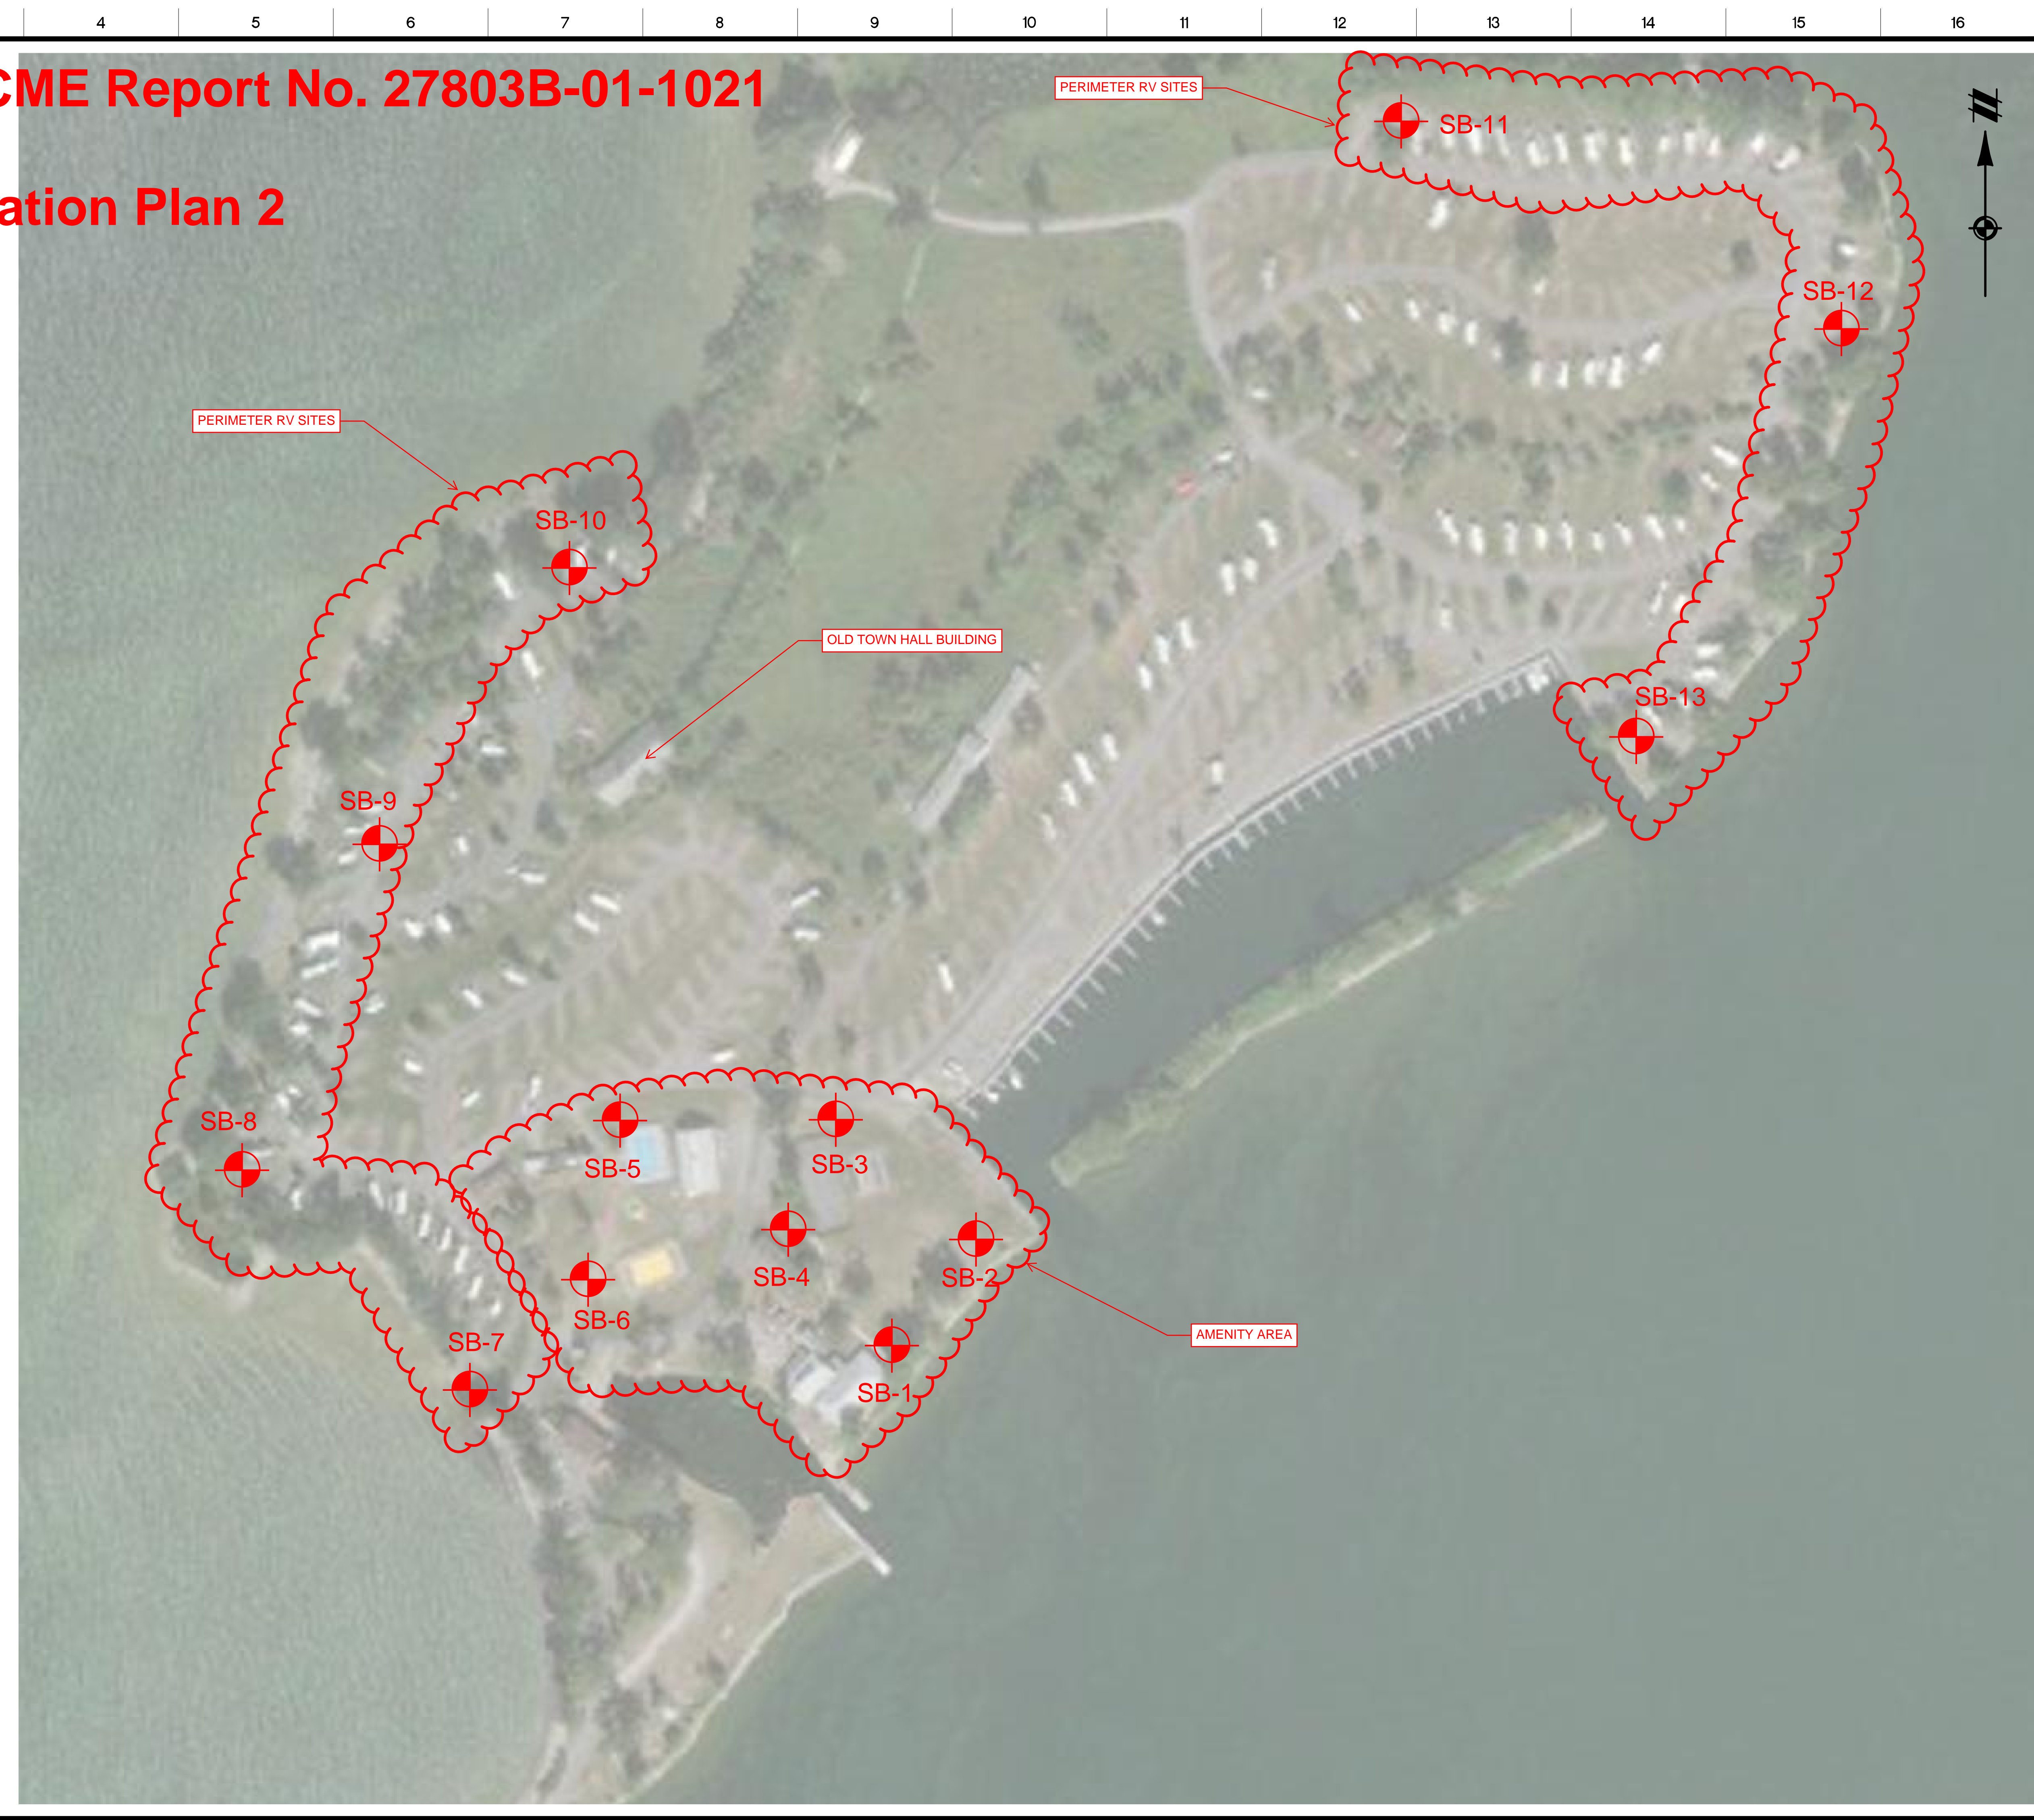 4 5 6 7 8 9 10 11 12 13 14 15 16
CME Report No. 27803B-01-1021
ation Plan 2
PERIMETER RV SITES
SB-11
SB-12
PERIMETER RV SITES
SB-10
OLD TOWN HALL BUILDING
SB-13
SB-9
SB-8
SB-5
SB-3
SB-4
SB-2
SB-6
AMENITY AREA
SB-7
SB-1